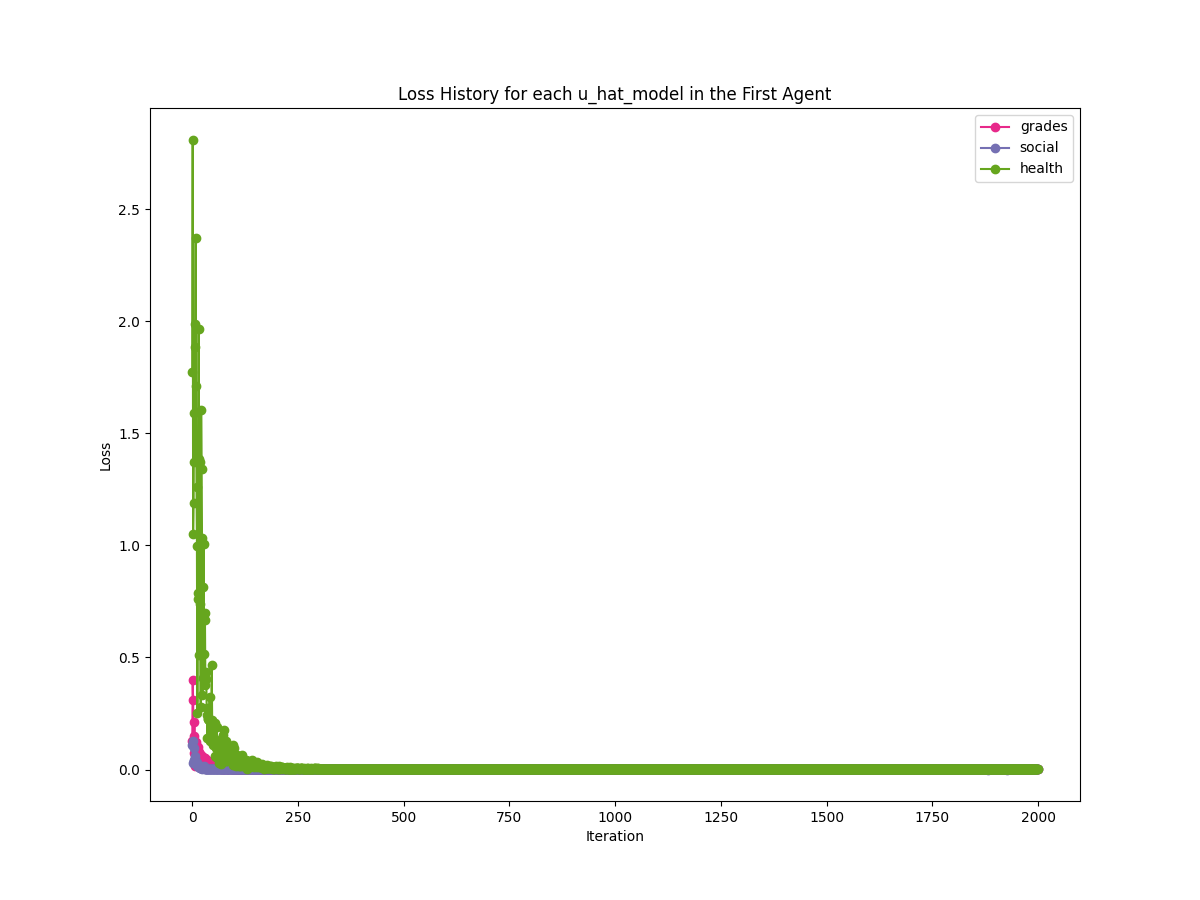 Loss History for each u_hat_model in the First Agent
grades
social
health
2.5
2.0
1.5
1.0
0.5
0.0
Loss
0 250 500 750 1000 1250 1500 1750 2000
Iteration